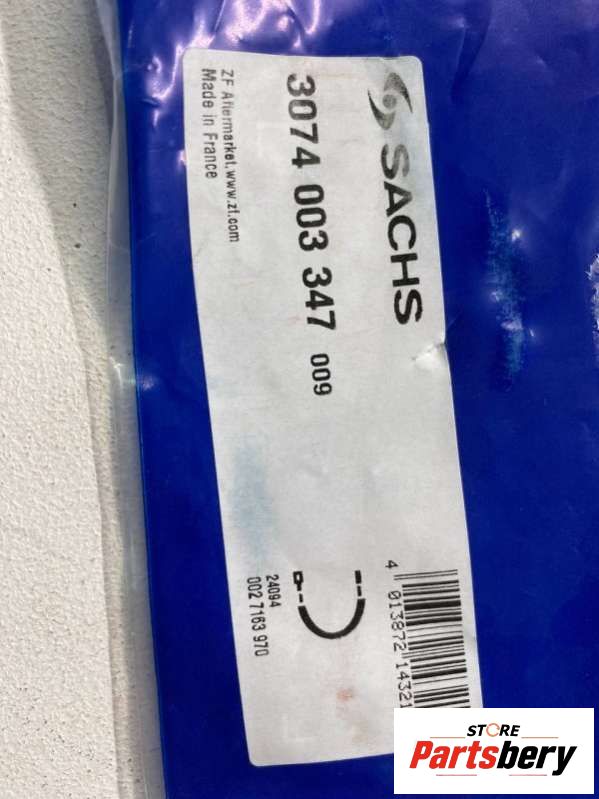 SACHS
3074 003 347 009
ZF Aftermarket, www.zf.com
Made in France
24094
002 7163 970
4 013872 14321
STORE
Partsbery